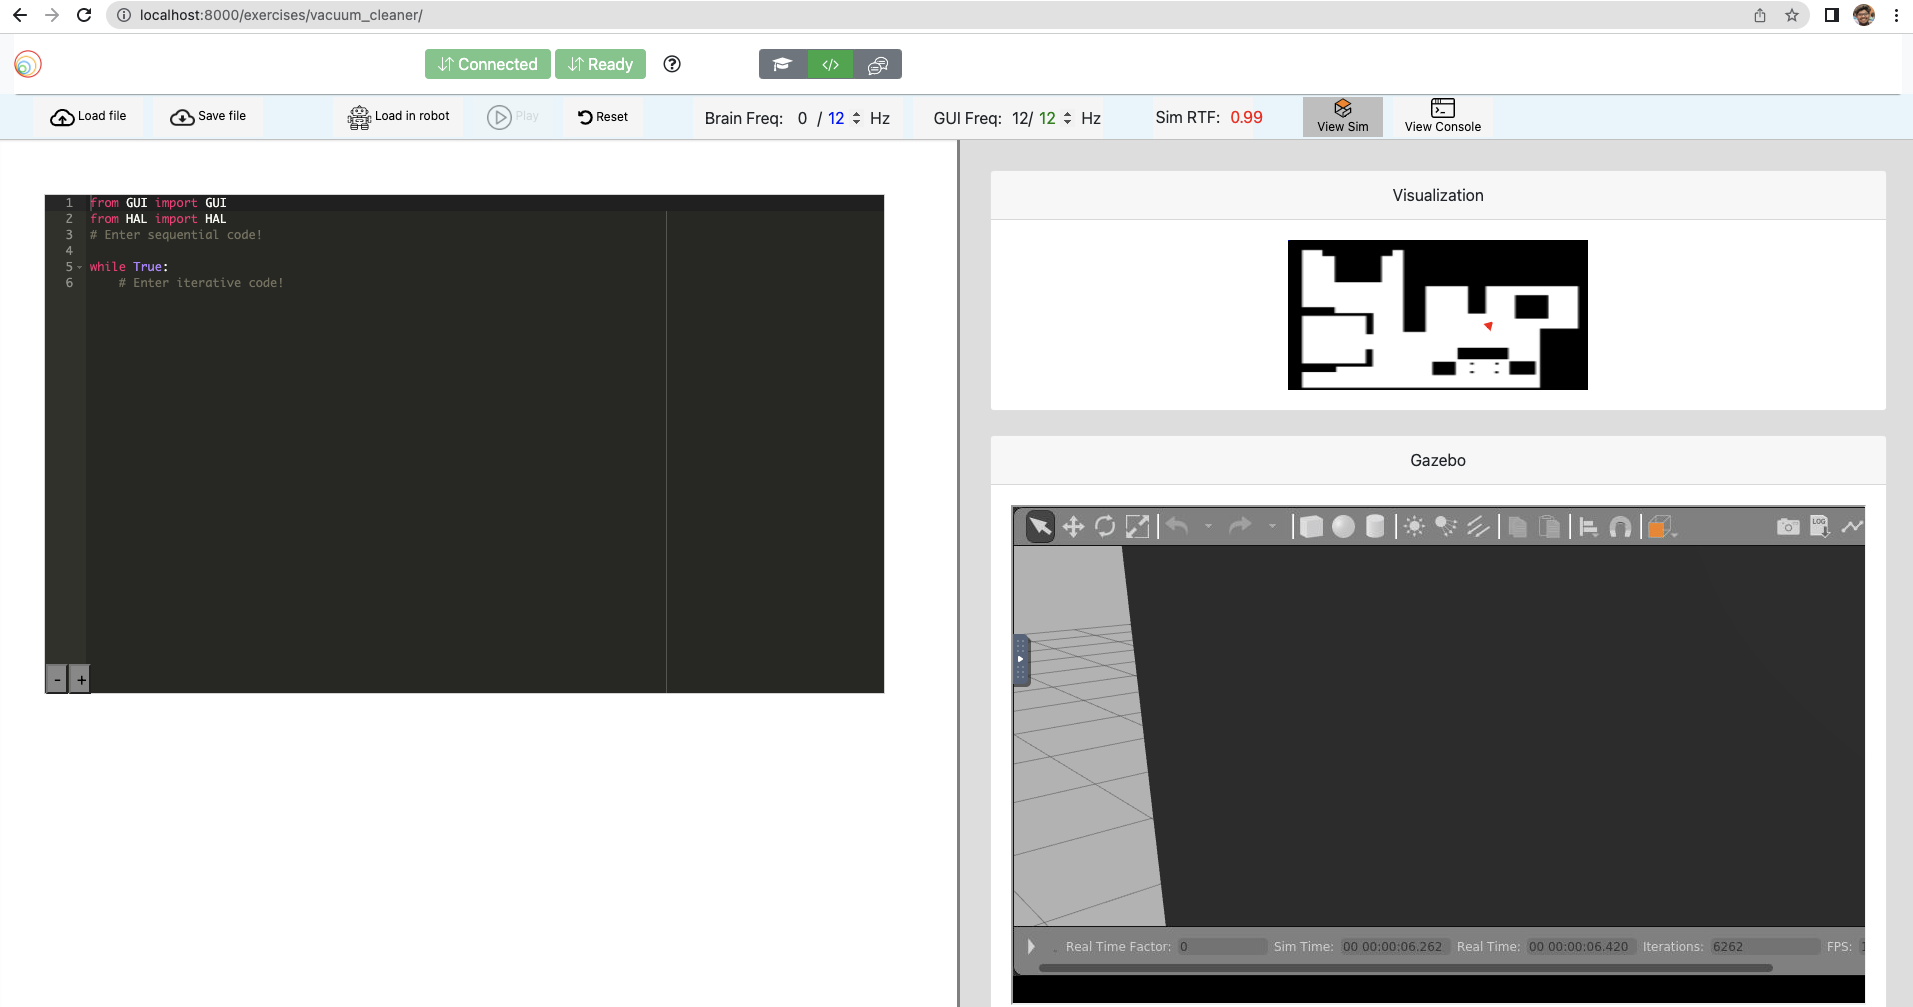 localhost:8000/exercises/vacuum_cleaner/
Connected Ready
Load file Save file Load in robot Play Reset Brain Freq: 0 / 12 Hz GUI Freq: 12/ 12 Hz Sim RTF: 0.99 View Sim View Console
1 from GUI import GUI
2 from HAL import HAL
3 # Enter sequential code!
4
5 while True:
6 # Enter iterative code!
- +
Visualization
Gazebo
LOG
Real Time Factor: 0 Sim Time: 00 00:00:06.262 Real Time: 00 00:00:06.420 Iterations: 6262 FPS: